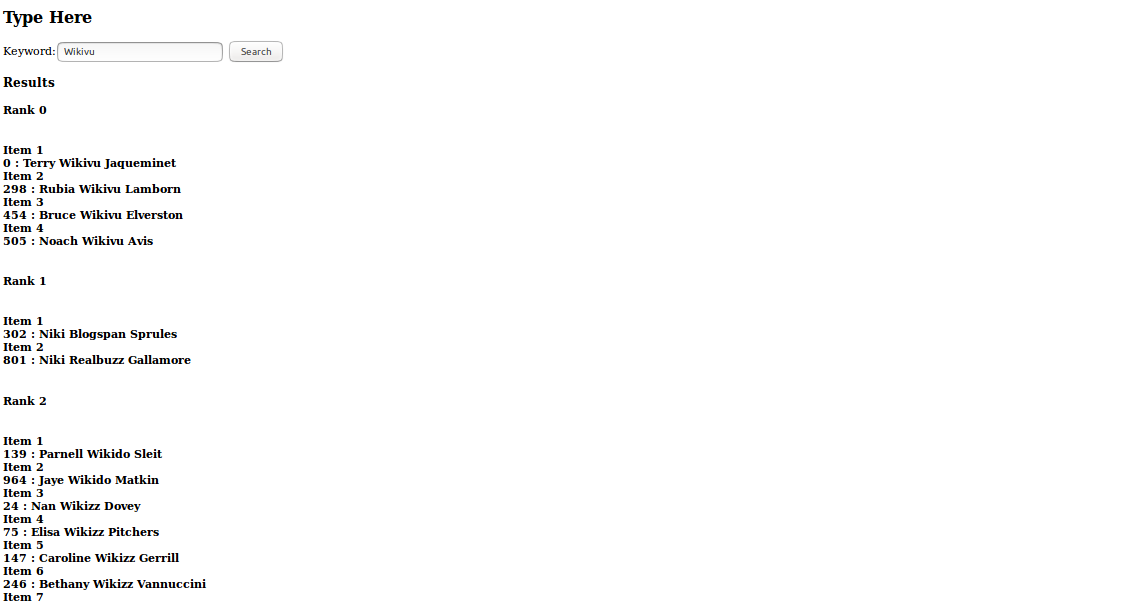 Type Here
Keyword: Wikivu Search
Results
Rank 0
Item 1
0 : Terry Wikivu Jaqueminet
Item 2
298 : Rubia Wikivu Lamborn
Item 3
454 : Bruce Wikivu Elverston
Item 4
505 : Noach Wikivu Avis
Rank 1
Item 1
302 : Niki Blogspan Sprules
Item 2
801 : Niki Realbuzz Gallamore
Rank 2
Item 1
139 : Parnell Wikido Sleit
Item 2
964 : Jaye Wikido Matkin
Item 3
24 : Nan Wikizz Dovey
Item 4
75 : Elisa Wikizz Pitchers
Item 5
147 : Caroline Wikizz Gerrill
Item 6
246 : Bethany Wikizz Vannuccini
Item 7